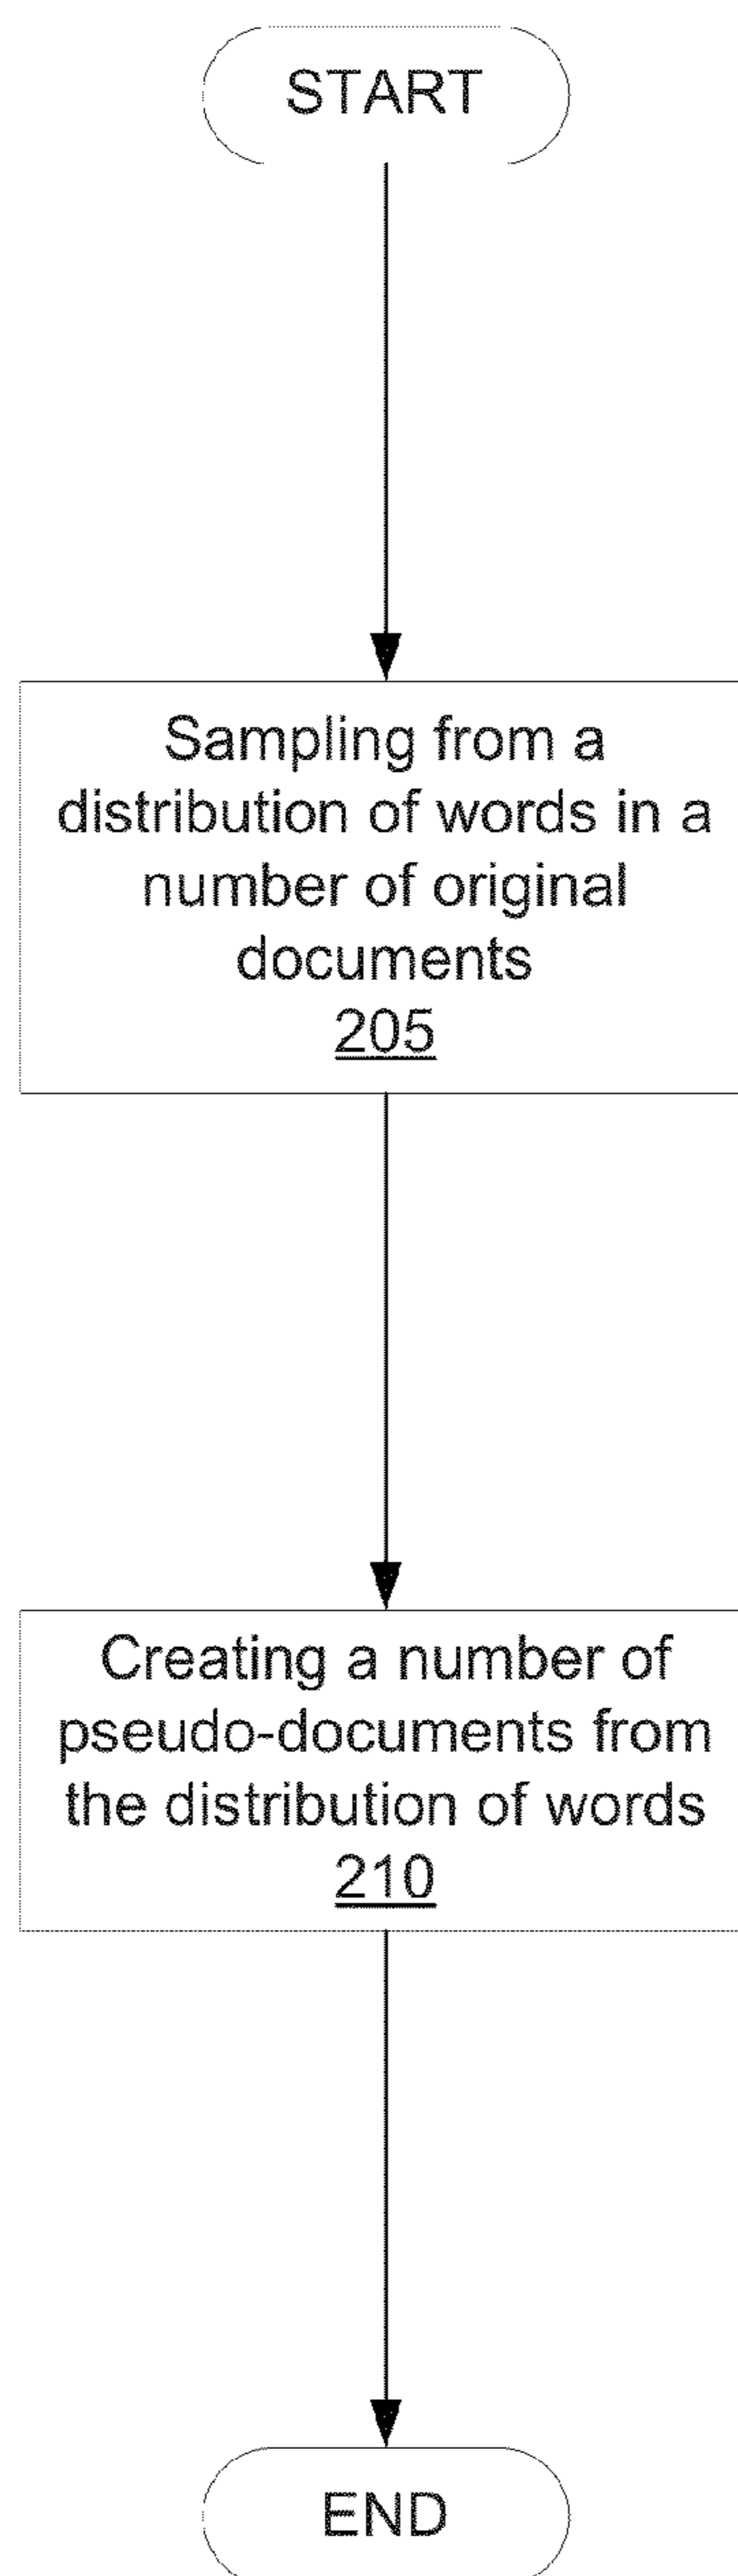 START
Sampling from a
distribution of words in a
number of original
documents
205
Creating a number of
pseudo-documents from
the distribution of words
210
END